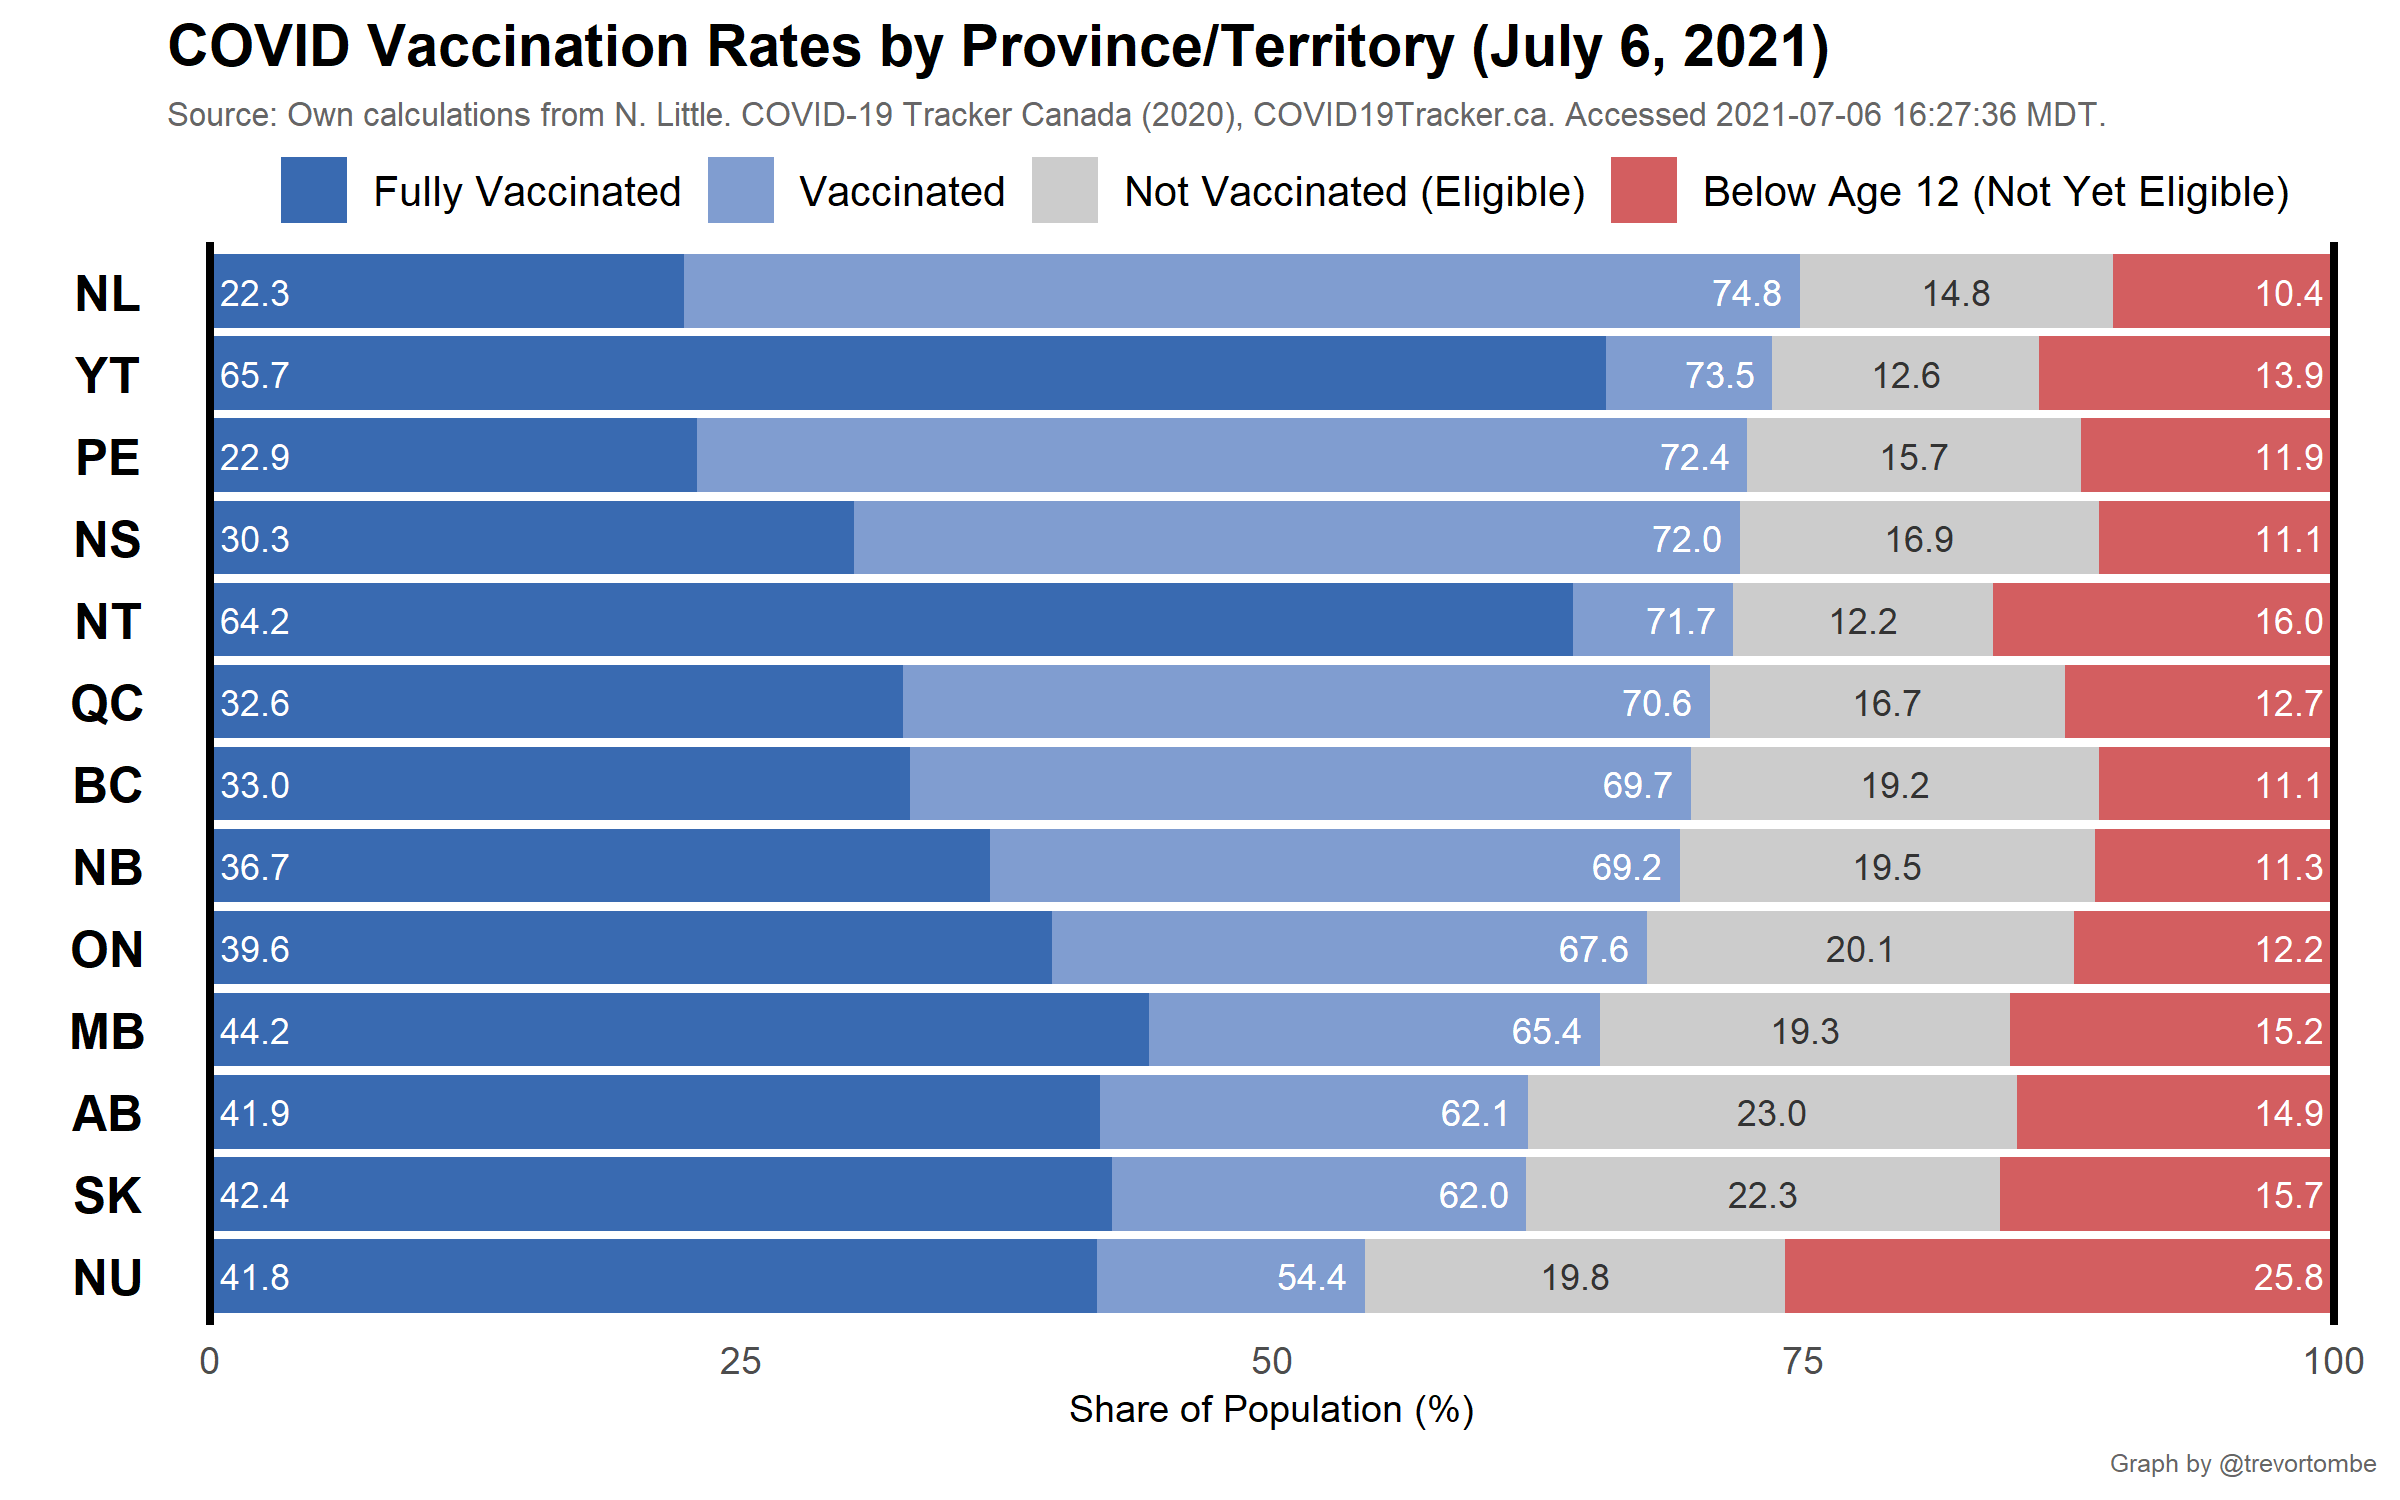 COVID Vaccination Rates by Province/Territory (July 6, 2021)
Source: Own calculations from N. Little. COVID-19 Tracker Canada (2020), COVID19Tracker.ca. Accessed 2021-07-06 16:27:36 MDT.
Fully Vaccinated Vaccinated Not Vaccinated (Eligible) Below Age 12 (Not Yet Eligible)
NL 22.3 74.8 14.8 10.4
YT 65.7 73.5 12.6 13.9
PE 22.9 72.4 15.7 11.9
NS 30.3 72.0 16.9 11.1
NT 64.2 71.7 12.2 16.0
QC 32.6 70.6 16.7 12.7
BC 33.0 69.7 19.2 11.1
NB 36.7 69.2 19.5 11.3
ON 39.6 67.6 20.1 12.2
MB 44.2 65.4 19.3 15.2
AB 41.9 62.1 23.0 14.9
SK 42.4 62.0 22.3 15.7
NU 41.8 54.4 19.8 25.8
0 25 50 75 100
Share of Population (%)
Graph by @trevortombe